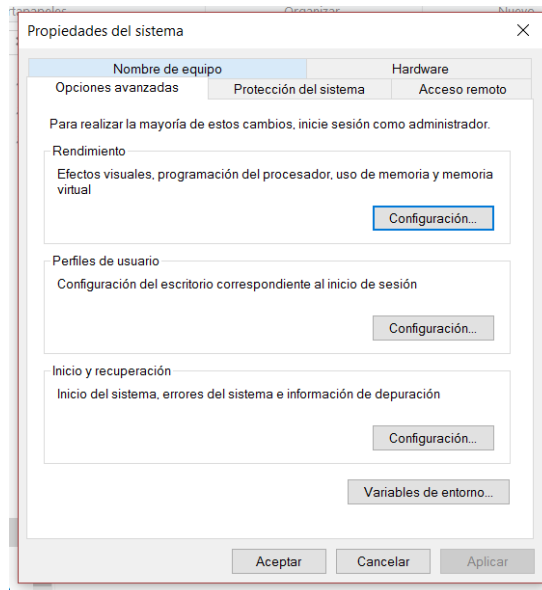 tapapeles Organizar Nuevo
Propiedades del sistema
Nombre de equipo Hardware
Opciones avanzadas Protección del sistema Acceso remoto
Para realizar la mayoría de estos cambios, inicie sesión como administrador.
Rendimiento
Efectos visuales, programación del procesador, uso de memoria y memoria
virtual
Configuración...
Perfiles de usuario
Configuración del escritorio correspondiente al inicio de sesión
Configuración...
Inicio y recuperación
Inicio del sistema, errores del sistema e información de depuración
Configuración...
Variables de entorno...
Aceptar Cancelar Aplicar